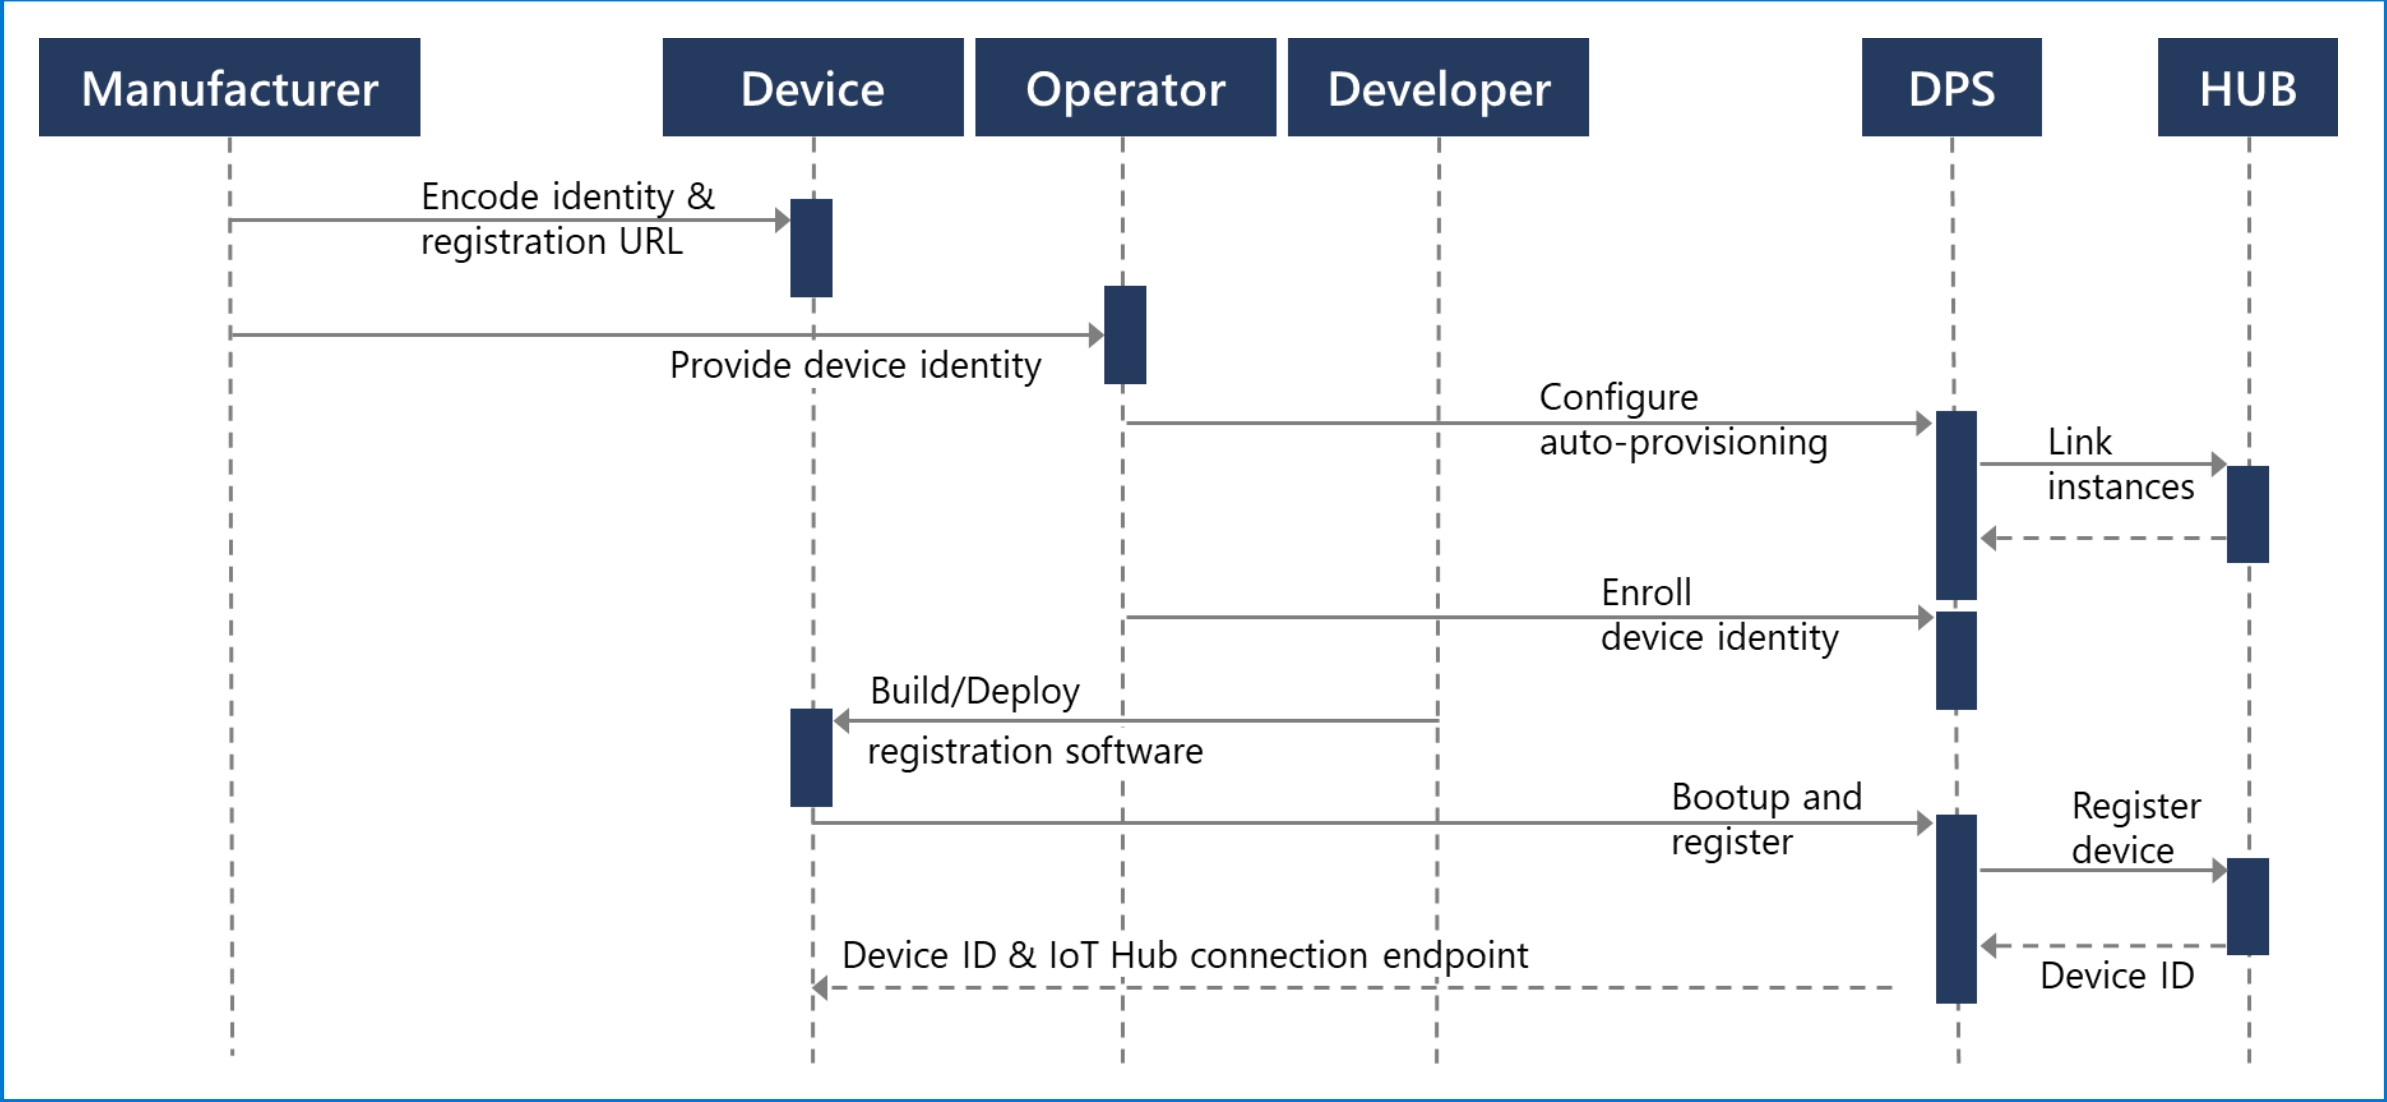 Manufacturer
Device
Operator
Developer
DPS
HUB
Encode identity &
registration URL
Provide device identity
Configure
auto-provisioning
Link
instances
Enroll
device identity
Build/Deploy
registration software
Bootup and
register
Register
device
Device ID & IoT Hub connection endpoint
Device ID